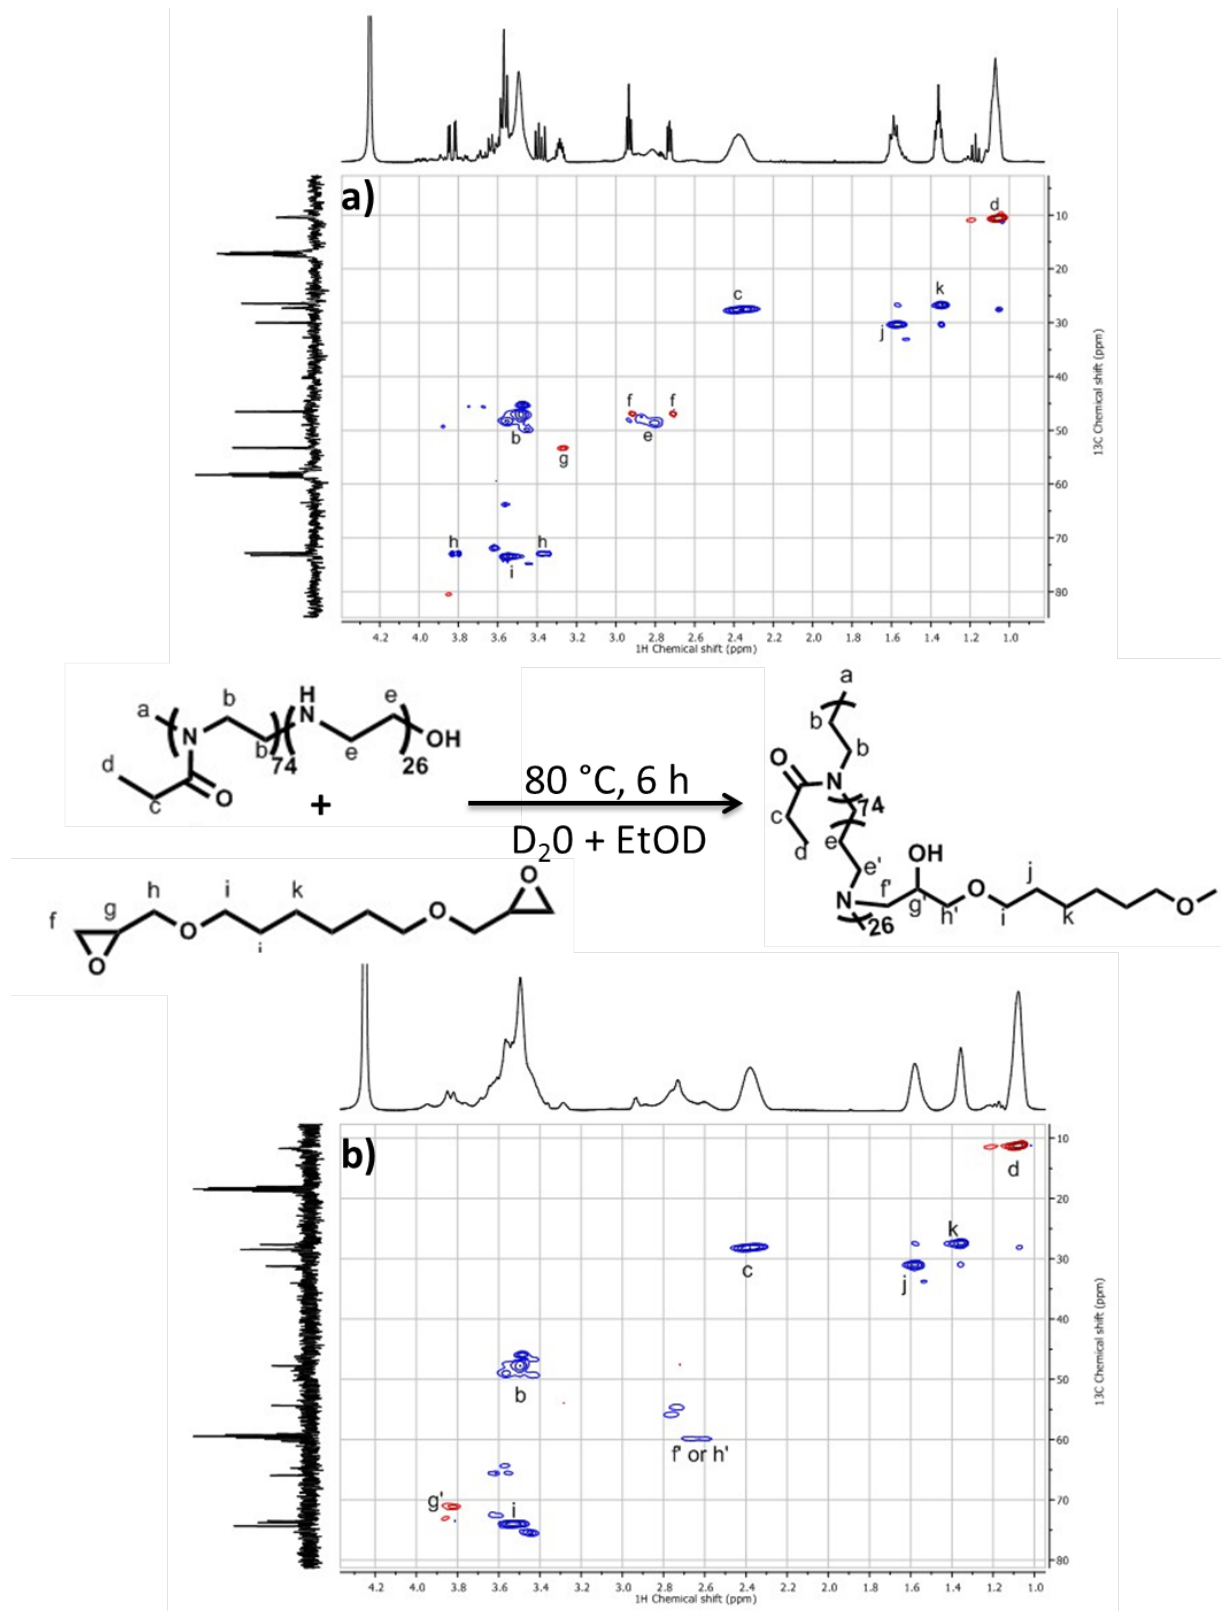 a)
d
10
20
c
k
30
j
40
f
f
b
e
50
g
60
h
h
70
i
80
13C Chemical shift (ppm)
4.2 4.0 3.8 3.6 3.4 3.2 3.0 2.8 2.6 2.4 2.2 2.0 1.8 1.6 1.4 1.2 1.0
1H Chemical shift (ppm)
a
b
H
N
e
N
b
74
e
26
OH
d
c
O
+
80 °C, 6 h
D20 + EtOD
a
b
b
O
N
74
c
d
e
e'
OH
f'
g'
h'
O
i
j
k
O
N
26
f
g
h
i
k
O
O
O
O
b)
10
d
20
k
30
c
j
40
50
b
60
f' or h'
g'
i
70
80
13C Chemical shift (ppm)
4.2 4.0 3.8 3.6 3.4 3.2 3.0 2.8 2.6 2.4 2.2 2.0 1.8 1.6 1.4 1.2 1.0
1H Chemical shift (ppm)